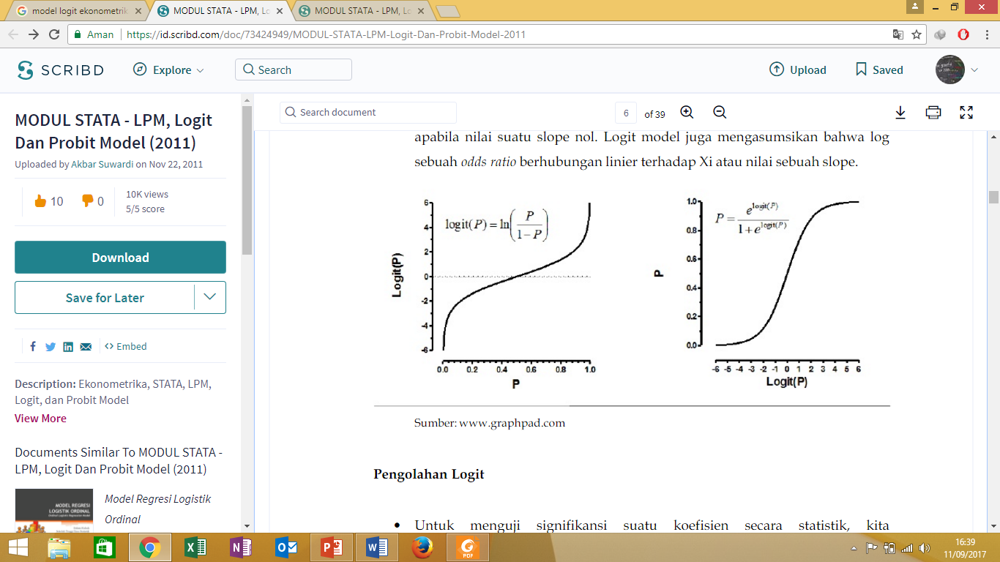 model logit ekonometrik
MODUL STATA - LPM, Lo
MODUL STATA - LPM, Lo
Aman
https://id.scribd.com/doc/73424949/MODUL-STATA-LPM-Logit-Dan-Probit-Model-2011
SCRIBD
Explore
Search
Upload
Saved
MODUL STATA - LPM, Logit
Dan Probit Model (2011)
Uploaded by Akbar Suwardi on Nov 22, 2011
10
0
10K views
5/5 score
Download
Save for Later
Embed
Description: Ekonometrika, STATA, LPM,
Logit, dan Probit Model
View More
Documents Similar To MODUL STATA -
LPM, Logit Dan Probit Model (2011)
MODEL REGRESI
LOGISTIK ORDINAL
Model Regresi Logistik
Ordinal
Search document
6
of 39
apabila nilai suatu slope nol. Logit model juga mengasumsikan bahwa log
sebuah odds ratio berhubungan linier terhadap Xi atau nilai sebuah slope.
logit(P) = ln(P/(1−P))
6
4
2
0
-2
-4
-6
Logit(P)
0.0 0.2 0.4 0.6 0.8 1.0
P
P = e^logit(P)/(1+e^logit(P))
1.0
0.8
0.6
0.4
0.2
0.0
P
-6 -5 -4 -3 -2 -1 0 1 2 3 4 5 6
Logit(P)
Sumber: www.graphpad.com
Pengolahan Logit
• Untuk menguji signifikansi suatu koefisien secara statistik, kita
PDF
16:39
11/09/2017